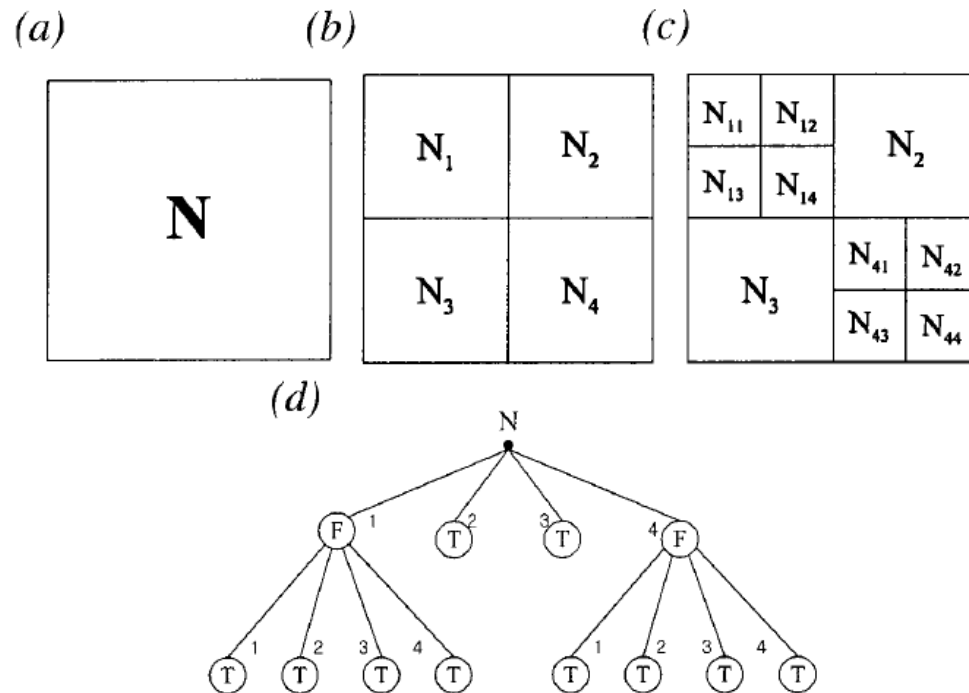 (a) (b) (c)
N
N₁ N₂
N₃ N₄
N₁₁ N₁₂
N₁₃ N₁₄
N₂
N₃
N₄₁ N₄₂
N₄₃ N₄₄
(d)
N
F 1 T 2 3 T 4 F
T 1 T 2 T 3 T 4 T 1 T 2 T 3 T 4